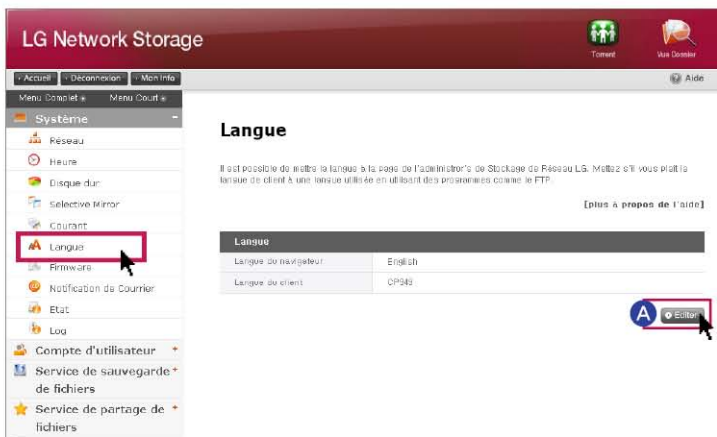 LG Network Storage
Torrent
Vue Dossier
Accueil Déconnexion Mon Info
Aide
Menu Complet Menu Court
Système
Réseau
Heure
Disque dur
Selective Mirror
Courant
Langue
Firmware
Notification de Courrier
Etat
Log
Compte d'utilisateur
Service de sauvegarde
de fichiers
Service de partage de
fichiers
Langue
Il est possible de mettre la langue à la page de l'administror's de Stockage de Réseau LG. Mettez s'il vous plaît la
langue de client à une langue utilisée en utilisant des programmes comme le FTP.
[plus à propos de l'aide]
Langue
Langue du navigateur English
Langue du client CP949
A Editer